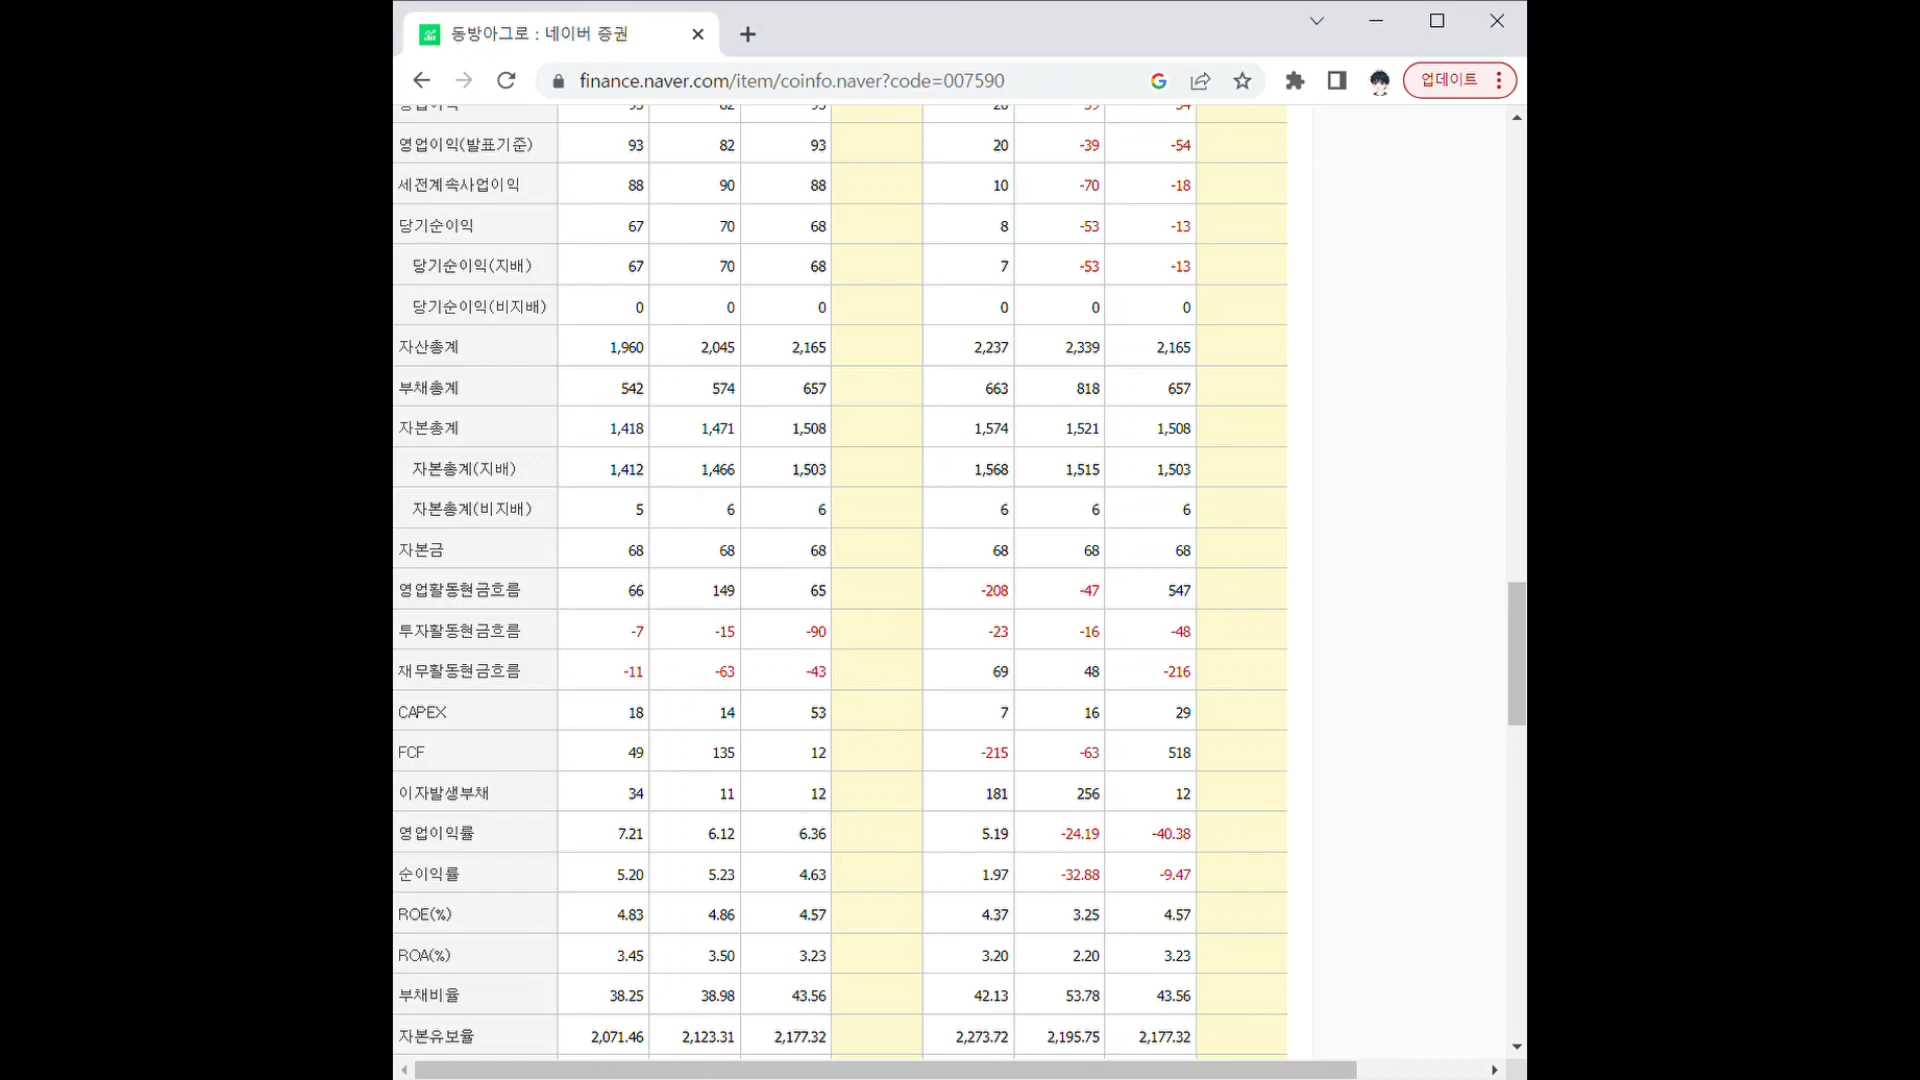 동방아그로 : 네이버 증권
finance.naver.com/item/coinfo.naver?code=007590
업데이트
영업이익 93 82 93 20 -39 -54
영업이익(발표기준) 93 82 93 20 -39 -54
세전계속사업이익 88 90 88 10 -70 -18
당기순이익 67 70 68 8 -53 -13
당기순이익(지배) 67 70 68 7 -53 -13
당기순이익(비지배) 0 0 0 0 0 0
자산총계 1,960 2,045 2,165 2,237 2,339 2,165
부채총계 542 574 657 663 818 657
자본총계 1,418 1,471 1,508 1,574 1,521 1,508
자본총계(지배) 1,412 1,466 1,503 1,568 1,515 1,503
자본총계(비지배) 5 6 6 6 6 6
자본금 68 68 68 68 68 68
영업활동현금흐름 66 149 65 -208 -47 547
투자활동현금흐름 -7 -15 -90 -23 -16 -48
재무활동현금흐름 -11 -63 -43 69 48 -216
CAPEX 18 14 53 7 16 29
FCF 49 135 12 -215 -63 518
이자발생부채 34 11 12 181 256 12
영업이익률 7.21 6.12 6.36 5.19 -24.19 -40.38
순이익률 5.20 5.23 4.63 1.97 -32.88 -9.47
ROE(%) 4.83 4.86 4.57 4.37 3.25 4.57
ROA(%) 3.45 3.50 3.23 3.20 2.20 3.23
부채비율 38.25 38.98 43.56 42.13 53.78 43.56
자본유보율 2,071.46 2,123.31 2,177.32 2,273.72 2,195.75 2,177.32